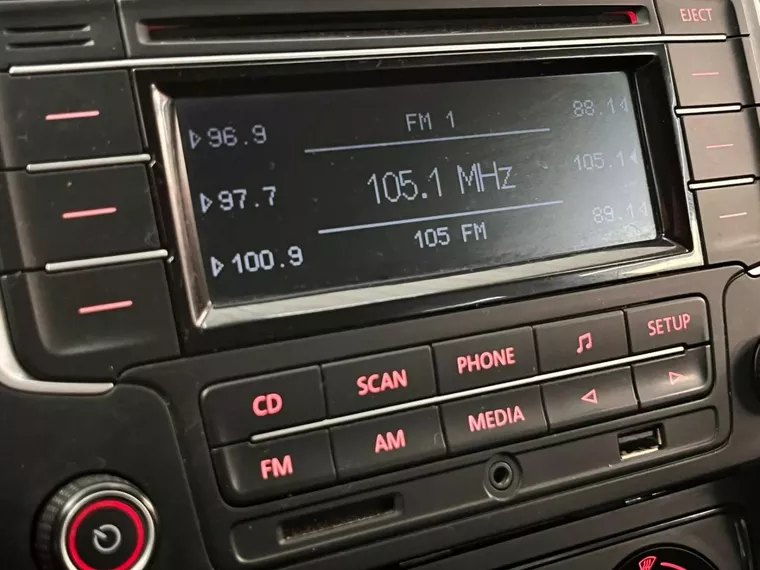 EJECT
96.9
97.7
100.9
FM 1
105.1 MHz
105 FM
88.1
105.1
89.1
CD
SCAN
PHONE
SETUP
FM
AM
MEDIA